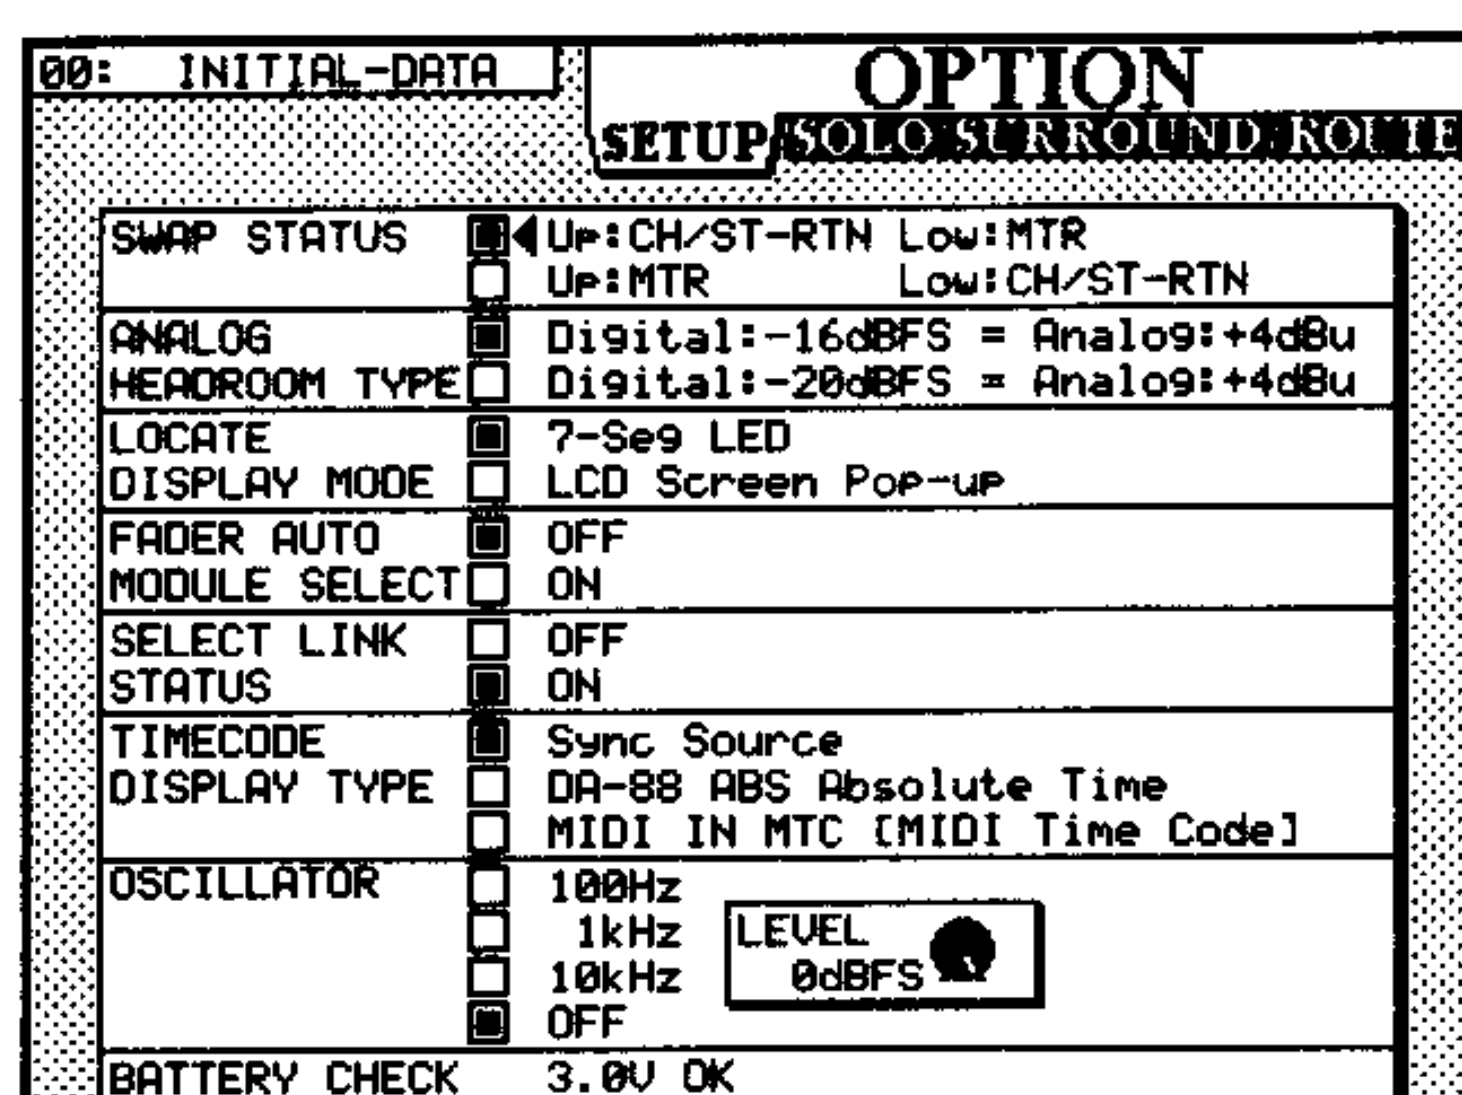 00: INITIAL-DATA
OPTION
SETUP SOLO SURROUND ROUTE
SWAP STATUS Up:CH/ST-RTN Low:MTR
Up:MTR Low:CH/ST-RTN
ANALOG Digital:-16dBFS = Analog:+4dBu
HEADROOM TYPE Digital:-20dBFS = Analog:+4dBu
LOCATE 7-Seg LED
DISPLAY MODE LCD Screen Pop-up
FADER AUTO OFF
MODULE SELECT ON
SELECT LINK OFF
STATUS ON
TIMECODE Sync Source
DISPLAY TYPE DA-88 ABS Absolute Time
MIDI IN MTC [MIDI Time Code]
OSCILLATOR 100Hz
1kHz LEVEL
10kHz 0dBFS
OFF
BATTERY CHECK 3.0V OK